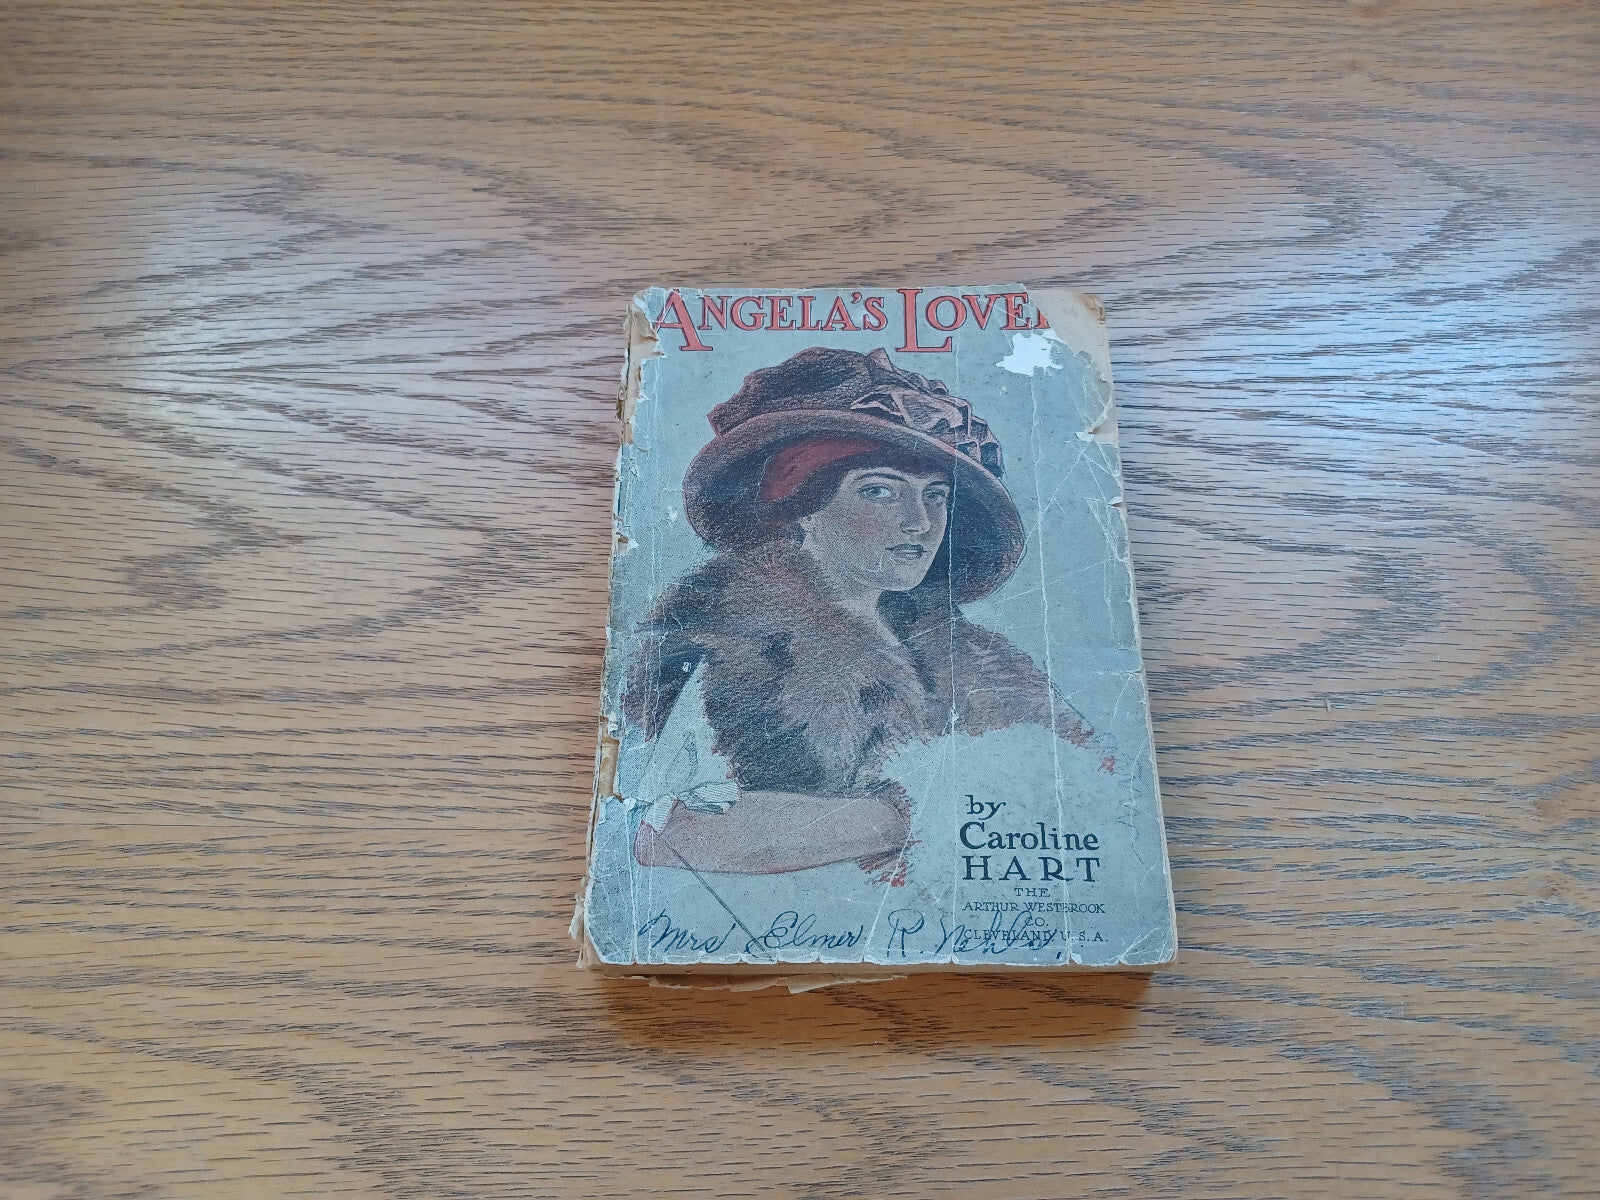 ANGELA'S LOVE
by
Caroline
HART
THE
ARTHUR WESTBROOK
CO.
CLEVELAND, U.S.A.
Mrs Elmer R.